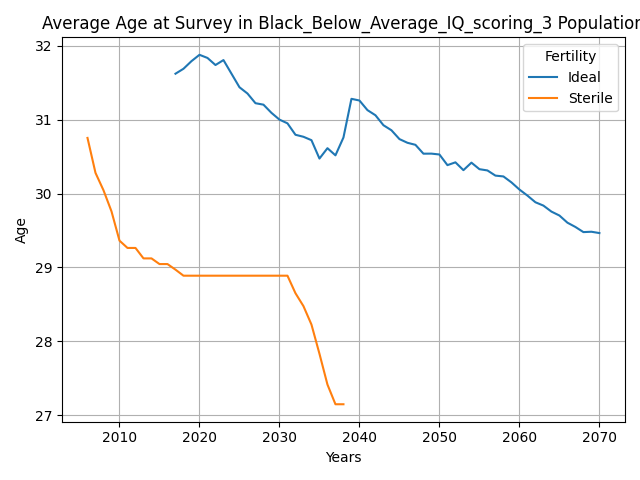 Average Age at Survey in Black_Below_Average_IQ_scoring_3 Population
Fertility
Ideal
Sterile
32
31
30
29
28
27
Age
2010 2020 2030 2040 2050 2060 2070
Years